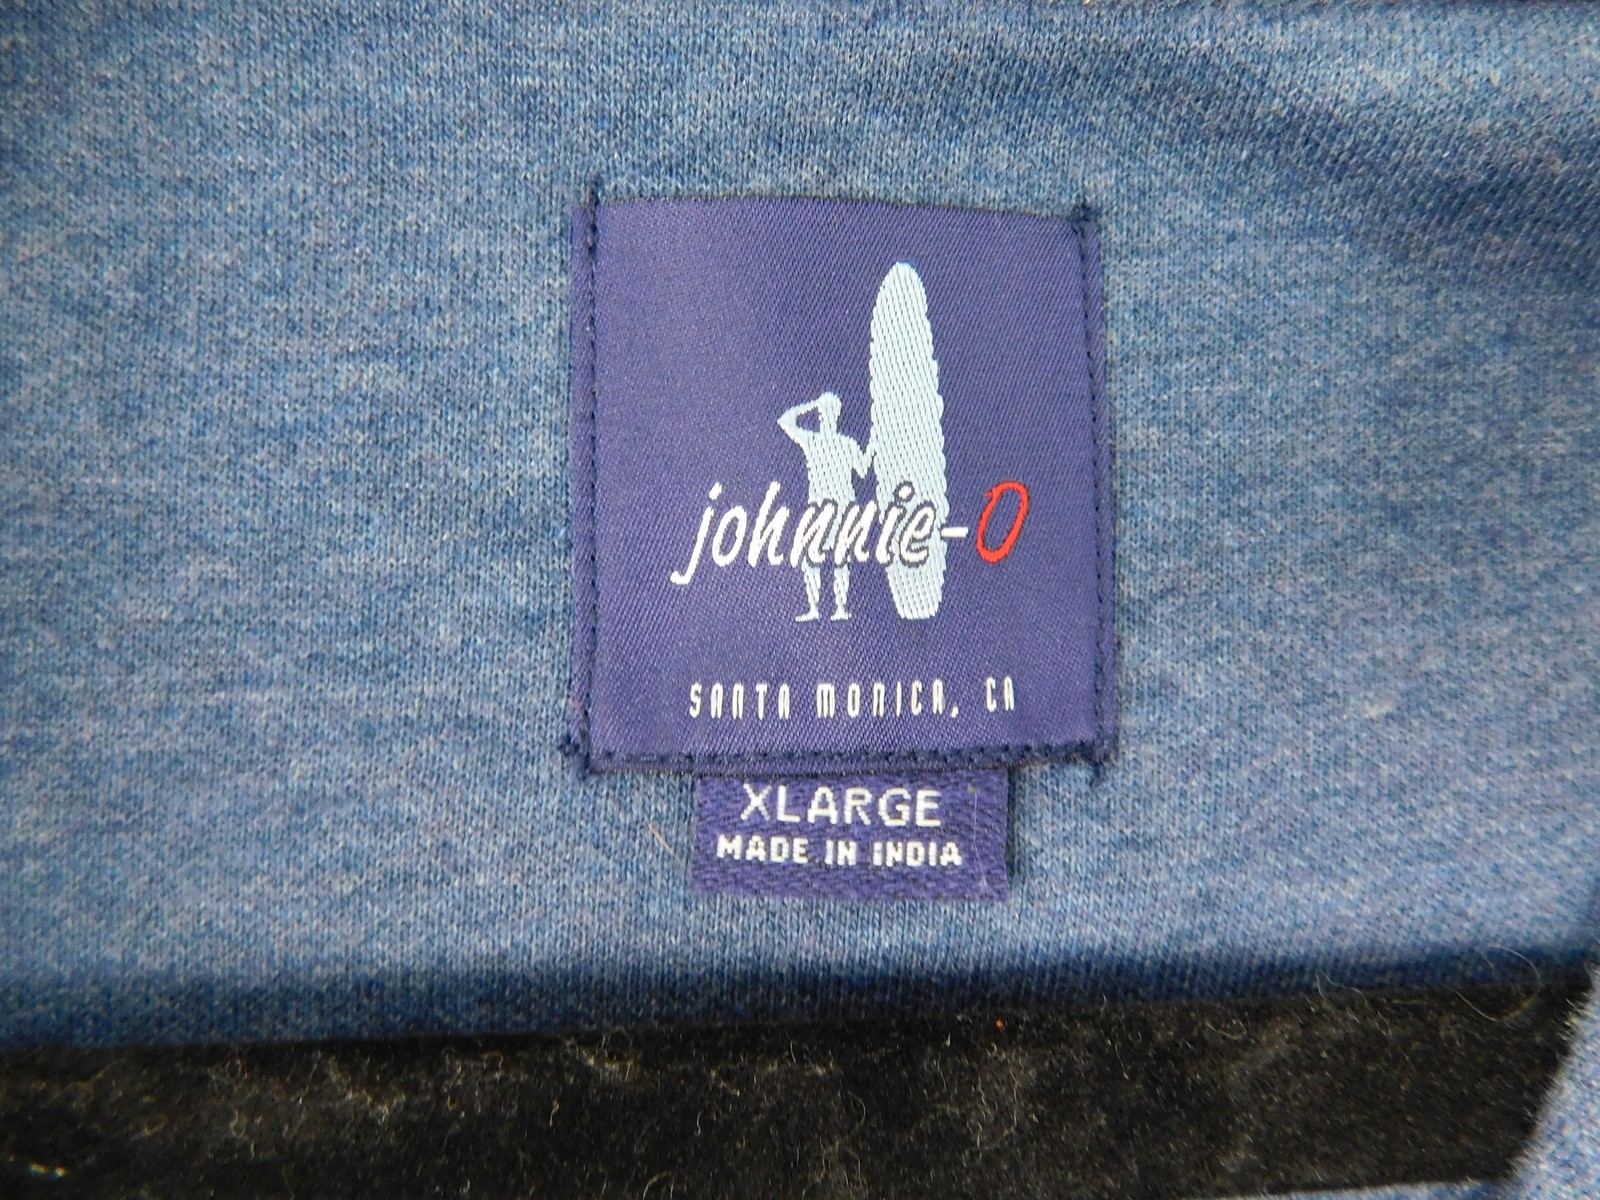 johnnie-O
SANTA MONICA, CA
XLARGE
MADE IN INDIA